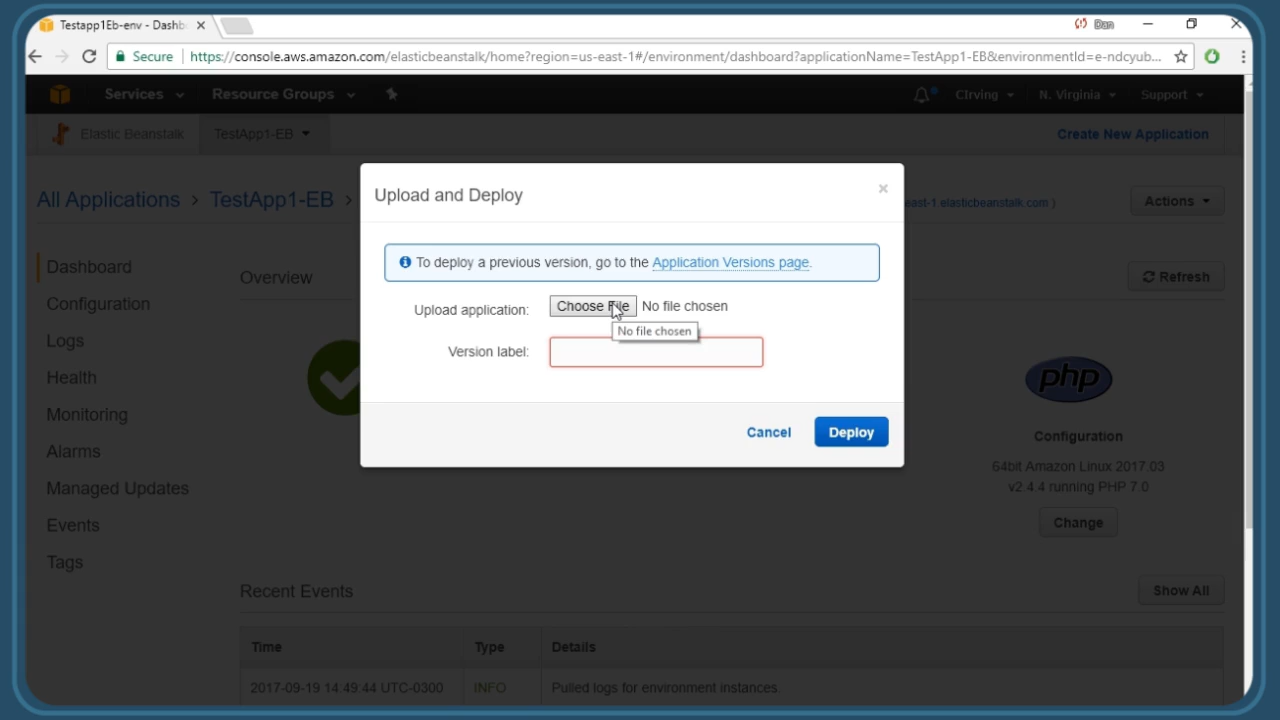 Testapp1Eb-env - Dashb
Dan
Secure
https://console.aws.amazon.com/elasticbeanstalk/home?region=us-east-1#/environment/dashboard?applicationName=TestApp1-EB&environmentId=e-ndcyub...
Services
Resource Groups
CIrving
N. Virginia
Support
Elastic Beanstalk
TestApp1-EB
Create New Application
All Applications > TestApp1-EB >
east-1.elasticbeanstalk.com )
Actions
Upload and Deploy
To deploy a previous version, go to the Application Versions page.
Upload application: Choose File No file chosen
No file chosen
Version label:
Cancel
Deploy
Dashboard
Configuration
Logs
Health
Monitoring
Alarms
Managed Updates
Events
Tags
Overview
Refresh
php
Configuration
64bit Amazon Linux 2017.03
v2.4.4 running PHP 7.0
Change
Recent Events
Show All
Time Type Details
2017-09-19 14:49:44 UTC-0300 INFO Pulled logs for environment instances.